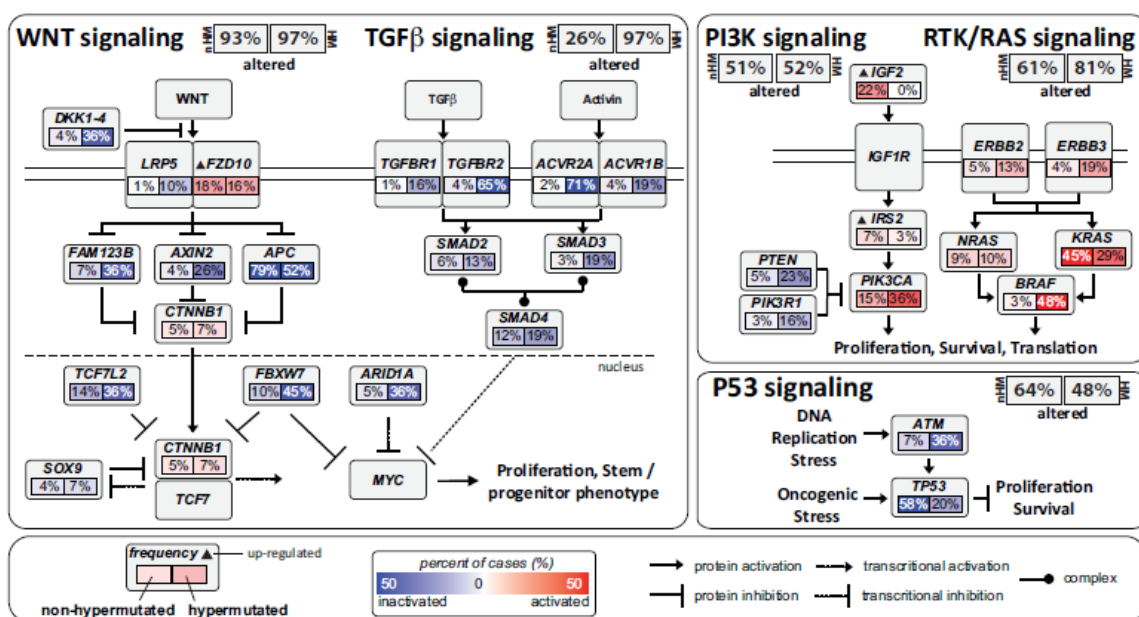 WNT signaling
nHM 93% 97% HM
altered
TGFβ signaling
nHM 26% 97% HM
altered
WNT
DKK1-4
4% 36%
LRP5 ▲FZD10
1% 10% 18% 16%
FAM123B
7% 36%
AXIN2
4% 26%
APC
79% 52%
CTNNB1
5% 7%
TGFβ
Activin
TGFBR1 TGFBR2
1% 16% 4% 65%
ACVR2A ACVR1B
2% 71% 4% 19%
SMAD2
6% 13%
SMAD3
3% 19%
SMAD4
12% 19%
nucleus
TCF7L2
14% 36%
FBXW7
10% 45%
ARID1A
5% 36%
SOX9
4% 7%
CTNNB1
5% 7%
TCF7
MYC
Proliferation, Stem /
progenitor phenotype
PI3K signaling
nHM 51% 52% HM
altered
RTK/RAS signaling
nHM 61% 81% HM
altered
▲IGF2
22% 0%
IGF1R
▲IRS2
7% 3%
PTEN
5% 23%
PIK3R1
3% 16%
PIK3CA
15% 36%
ERBB2
5% 13%
ERBB3
4% 19%
NRAS
9% 10%
KRAS
45% 29%
BRAF
3% 48%
Proliferation, Survival, Translation
P53 signaling
nHM 64% 48% HM
altered
DNA
Replication
Stress
ATM
7% 36%
Oncogenic
Stress
TP53
58% 20%
Proliferation
Survival
frequency ▲ up-regulated
non-hypermutated hypermutated
percent of cases (%)
50 0 50
inactivated activated
protein activation
protein inhibition
transcritional activation
transcritional inhibition
complex